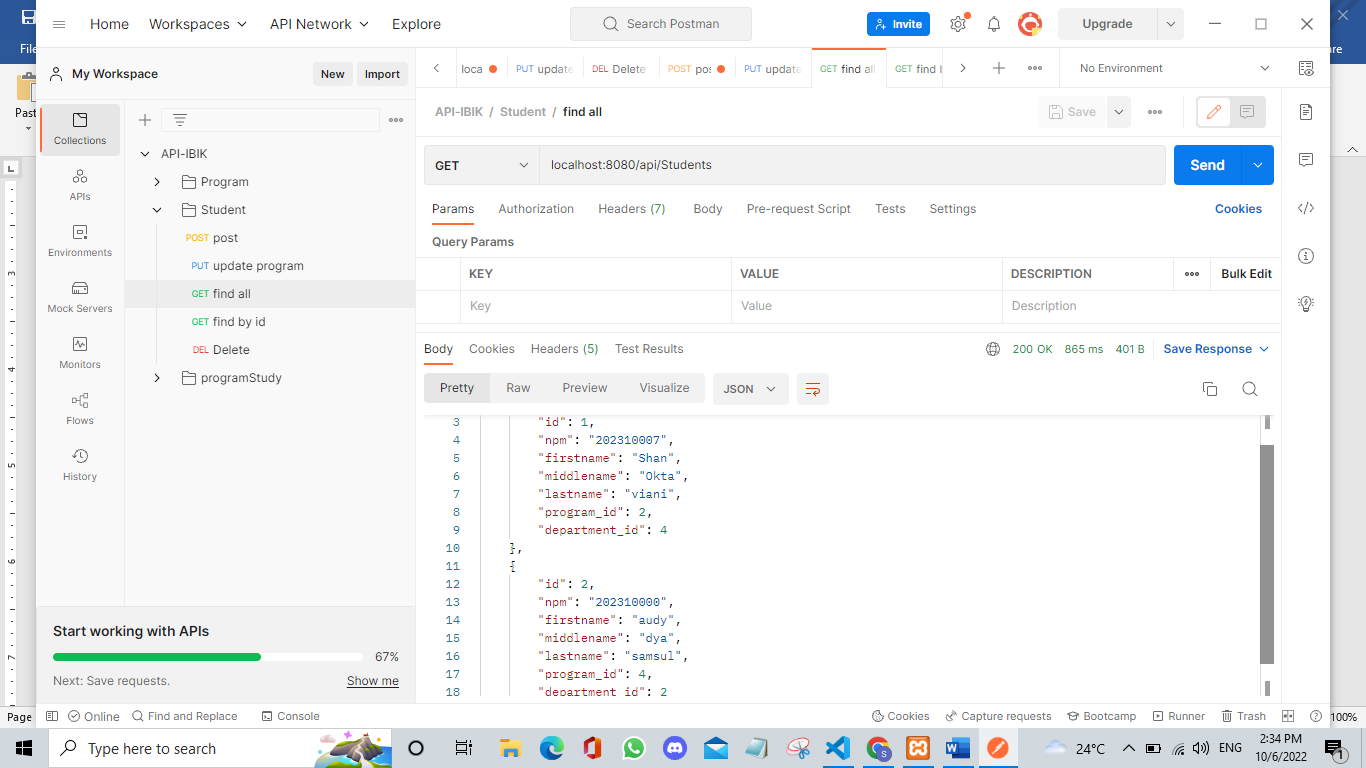 Home Workspaces API Network Explore Search Postman Invite Upgrade
File
My Workspace New Import
loca PUT update DEL Delete POST pos PUT update GET find all GET find b No Environment
Collections
APIs
Environments
Mock Servers
Monitors
Flows
History
API-IBIK
Program
Student
POST post
PUT update program
GET find all
GET find by id
DEL Delete
programStudy
API-IBIK / Student / find all Save
GET localhost:8080/api/Students Send
Params Authorization Headers (7) Body Pre-request Script Tests Settings Cookies
Query Params
KEY VALUE DESCRIPTION Bulk Edit
Key Value Description
Body Cookies Headers (5) Test Results 200 OK 865 ms 401 B Save Response
Pretty Raw Preview Visualize JSON
3 "id": 1,
4 "npm": "202310007",
5 "firstname": "Shan",
6 "middlename": "Okta",
7 "lastname": "viani",
8 "program_id": 2,
9 "department_id": 4
10 },
11 {
12 "id": 2,
13 "npm": "202310000",
14 "firstname": "audy",
15 "middlename": "dya",
16 "lastname": "samsul",
17 "program_id": 4,
18 "department_id": 2
Start working with APIs
67%
Next: Save requests. Show me
Page Online Find and Replace Console Cookies Capture requests Bootcamp Runner Trash 100%
Type here to search 24°C ENG 2:34 PM
10/6/2022 1